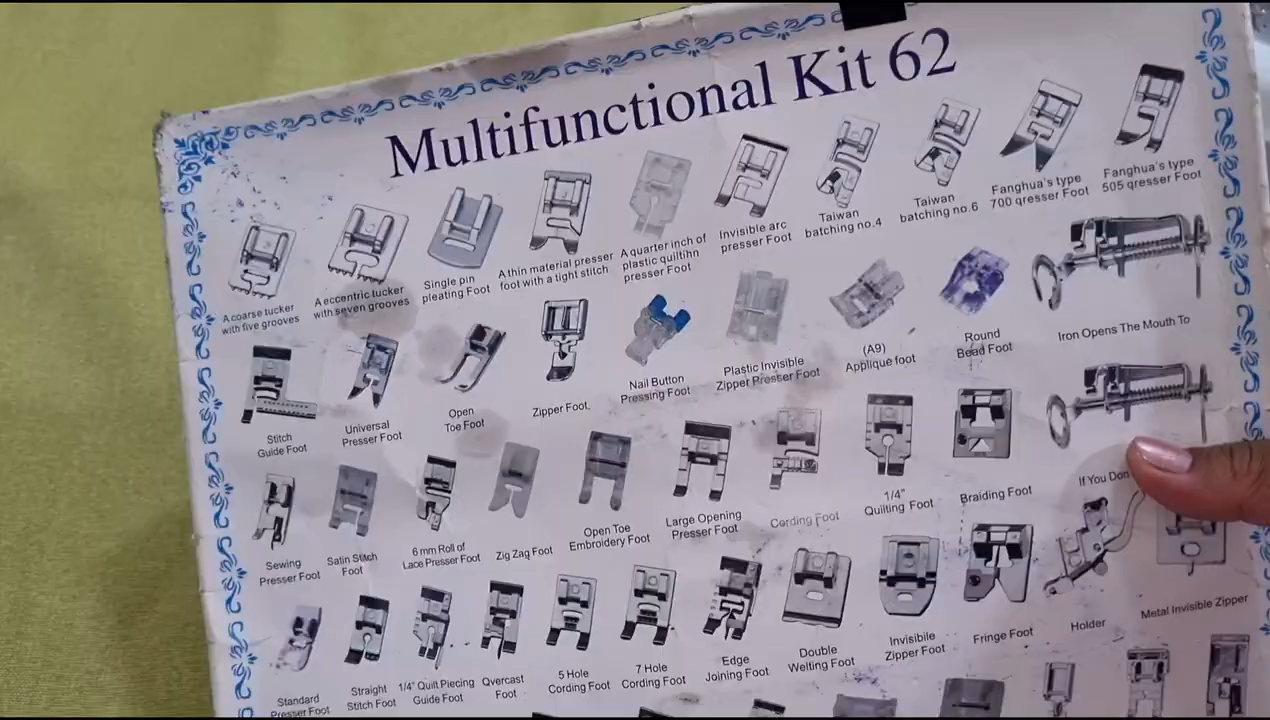 Multifunctional Kit 62
A coarse tucker
with five grooves
A eccentric tucker
with seven grooves
Single pin
pleating Foot
A thin material presser
foot with a tight stitch
A quarter inch of
plastic quiltihn
presser Foot
Invisible arc
presser Foot
Taiwan
batching no.4
Taiwan
batching no.6
Fanghua's type
700 qresser Foot
Fanghua's type
505 qresser Foot
Stitch
Guide Foot
Universal
Presser Foot
Open
Toe Foot
Zipper Foot
Nail Button
Pressing Foot
Plastic Invisible
Zipper Presser Foot
(A9)
Applique foot
Round
Bead Foot
Iron Opens The Mouth To
Sewing
Presser Foot
Satin Stitch
Foot
6 mm Roll of
Lace Presser Foot
Zig Zag Foot
Open Toe
Embroidery Foot
Large Opening
Presser Foot
Cording Foot
1/4"
Quilting Foot
Braiding Foot
If You Don
Standard
Presser Foot
Straight
Stitch Foot
1/4" Quilt Piecing
Guide Foot
Qvercast
Foot
5 Hole
Cording Foot
7 Hole
Cording Foot
Edge
Joining Foot
Double
Welting Foot
Invisibile
Zipper Foot
Fringe Foot
Holder
Metal Invisible Zipper